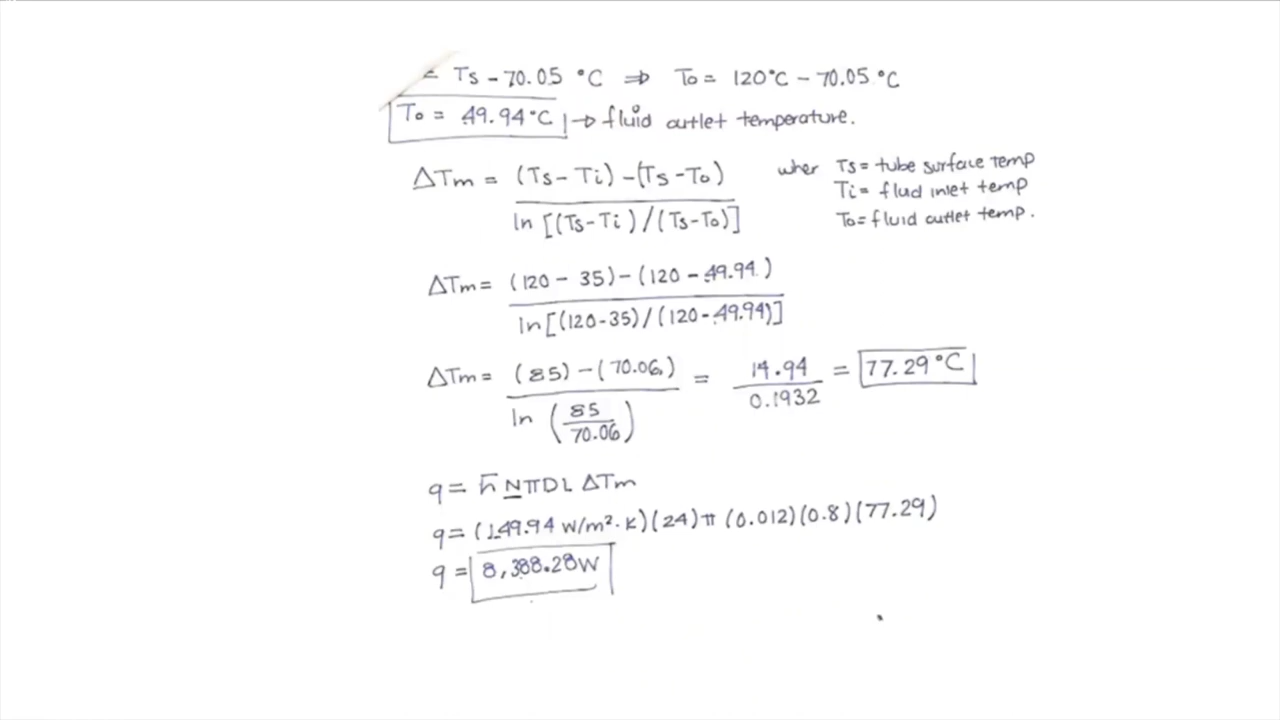 = Ts - 70.05 °C ⇒ To = 120°C - 70.05 °C
To = 49.94°C → fluid outlet temperature.
ΔTm = (Ts - Ti) - (Ts - To) / ln [(Ts - Ti) / (Ts - To)]
wher Ts = tube surface temp
Ti = flud inlet temp
To = fluid outlet temp.
ΔTm = (120 - 35) - (120 - 49.94) / ln [(120-35) / (120 - 49.94)]
ΔTm = (85) - (70.06) / ln (85 / 70.06) = 14.94 / 0.1932 = 77.29°C
q = h̄ NπDL ΔTm
q = (149.94 W/m²·K)(24) π (0.012)(0.8)(77.29)
q = 8,388.28W